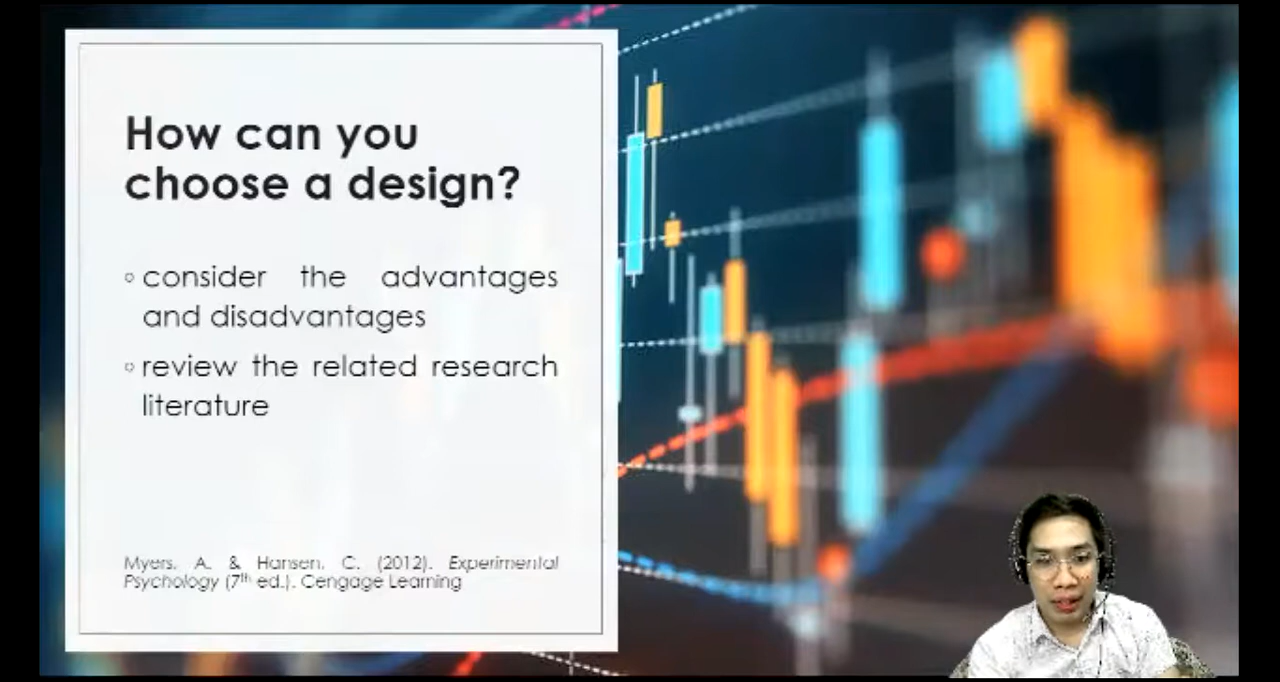 How can you
choose a design?
consider the advantages
and disadvantages
review the related research
literature
Myers, A. & Hansen, C. (2012). Experimental
Psychology (7th ed.). Cengage Learning